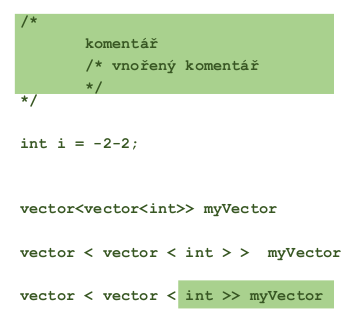 /*
komentář
/* vnořený komentář
*/
*/
int i = -2-2;
vector<vector<int>> myVector
vector < vector < int > >  myVector
vector < vector < int >> myVector